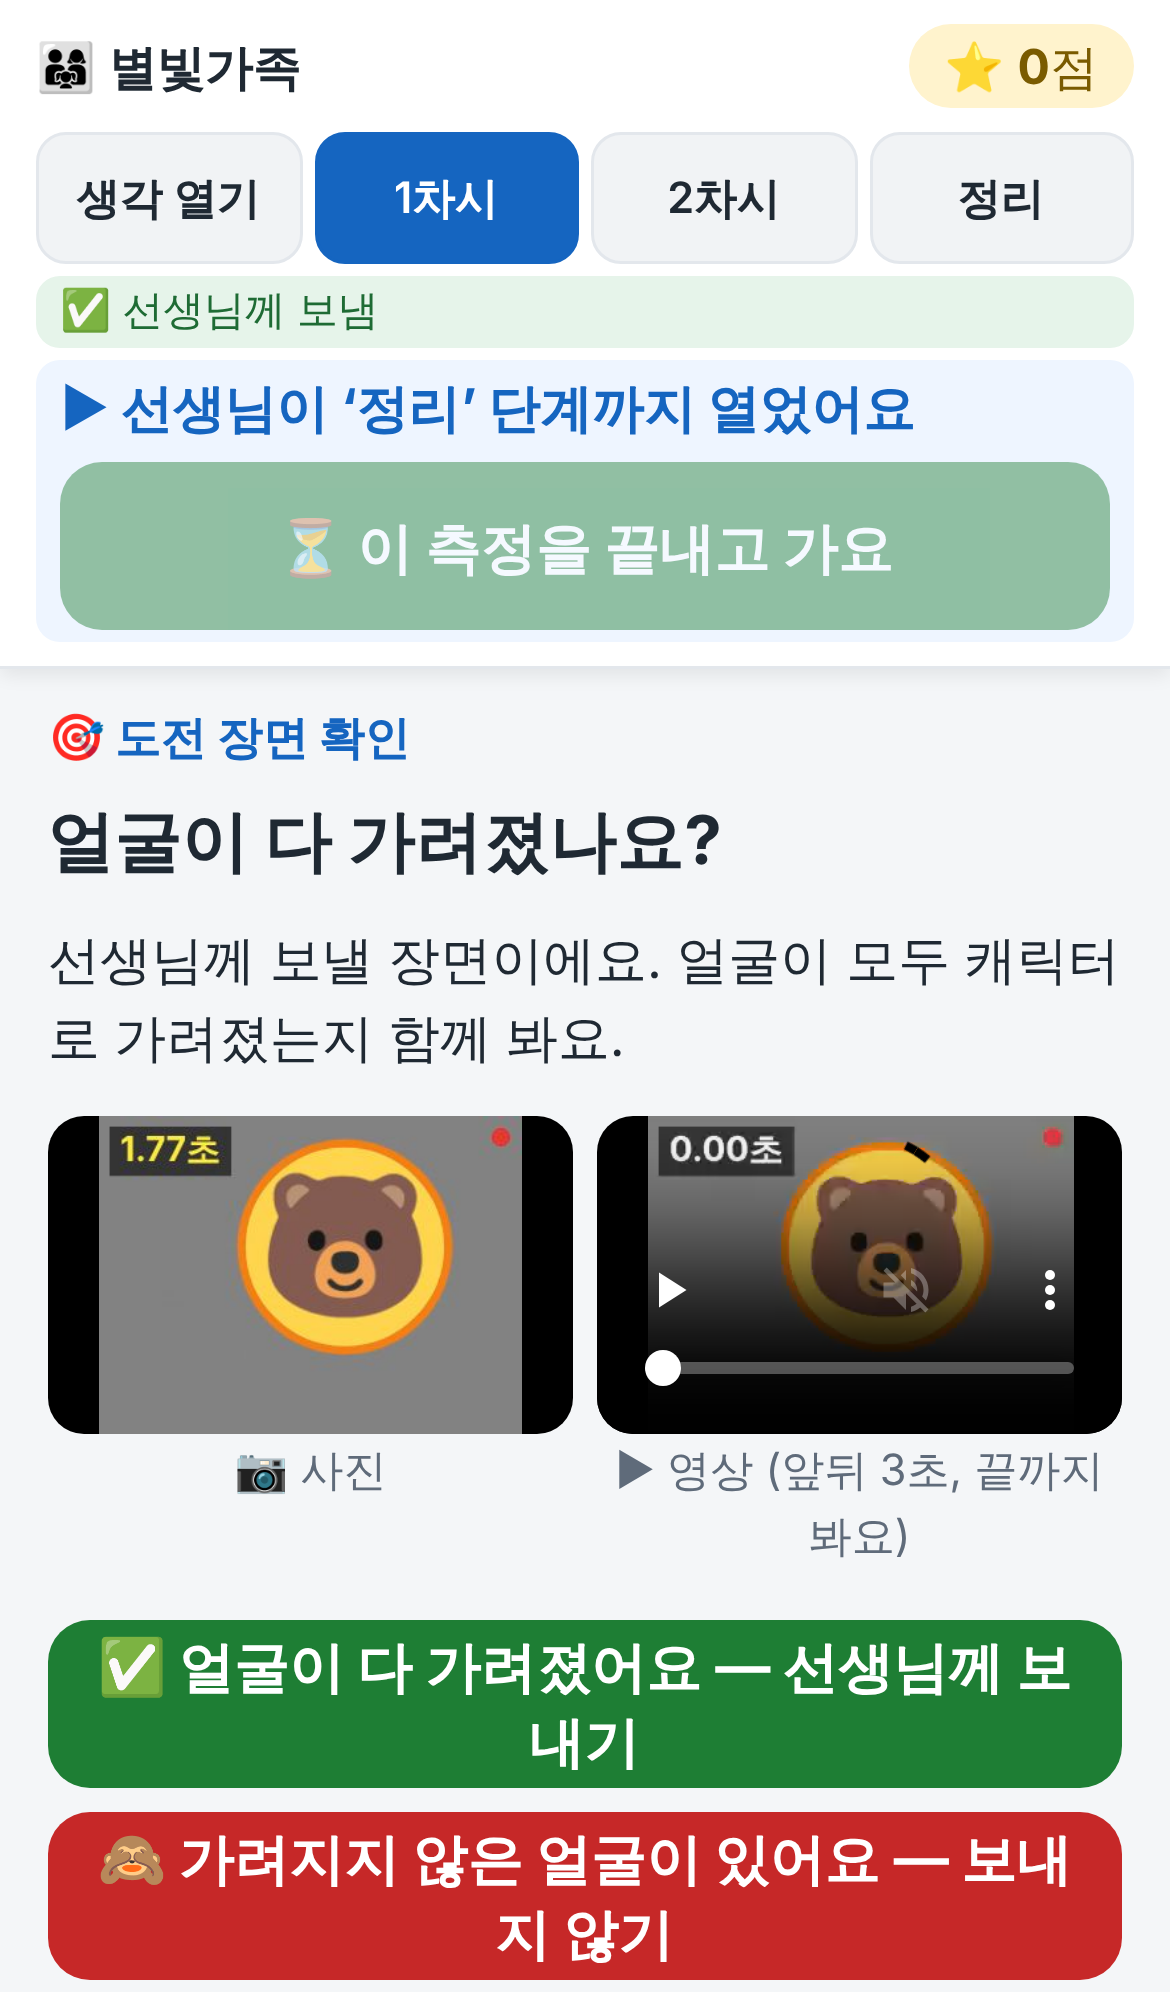 별빛가족
0점
생각 열기
1차시
2차시
정리
선생님께 보냄
▶ 선생님이 ‘정리’ 단계까지 열었어요
이 측정을 끝내고 가요
도전 장면 확인
얼굴이 다 가려졌나요?
선생님께 보낼 장면이에요. 얼굴이 모두 캐릭터
로 가려졌는지 함께 봐요.
1.77초
0.00초
사진
▶ 영상 (앞뒤 3초, 끝까지
봐요)
얼굴이 다 가려졌어요 — 선생님께 보
내기
가려지지 않은 얼굴이 있어요 — 보내
지 않기